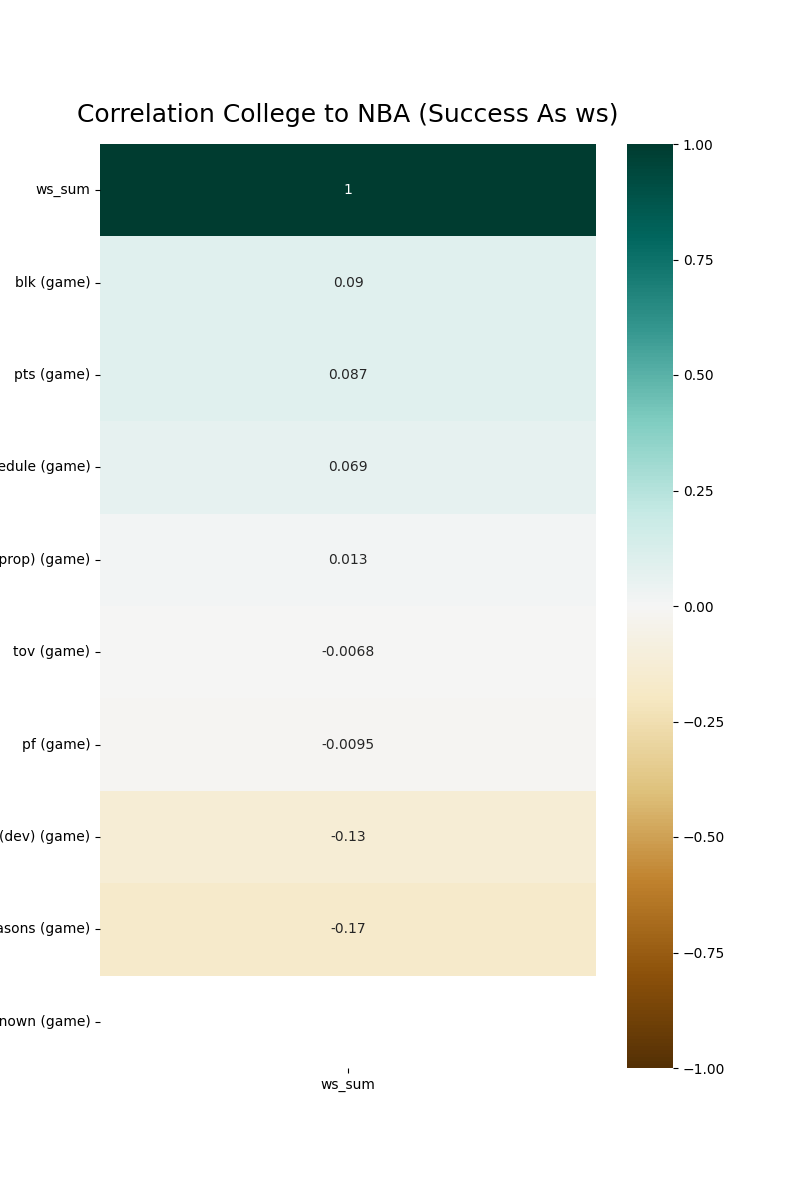 Correlation College to NBA (Success As ws)
ws_sum
1
blk (game)
0.09
pts (game)
0.087
edule (game)
0.069
prop) (game)
0.013
tov (game)
-0.0068
pf (game)
-0.0095
(dev) (game)
-0.13
asons (game)
-0.17
nown (game)
ws_sum
1.00
0.75
0.50
0.25
0.00
−0.25
−0.50
−0.75
−1.00